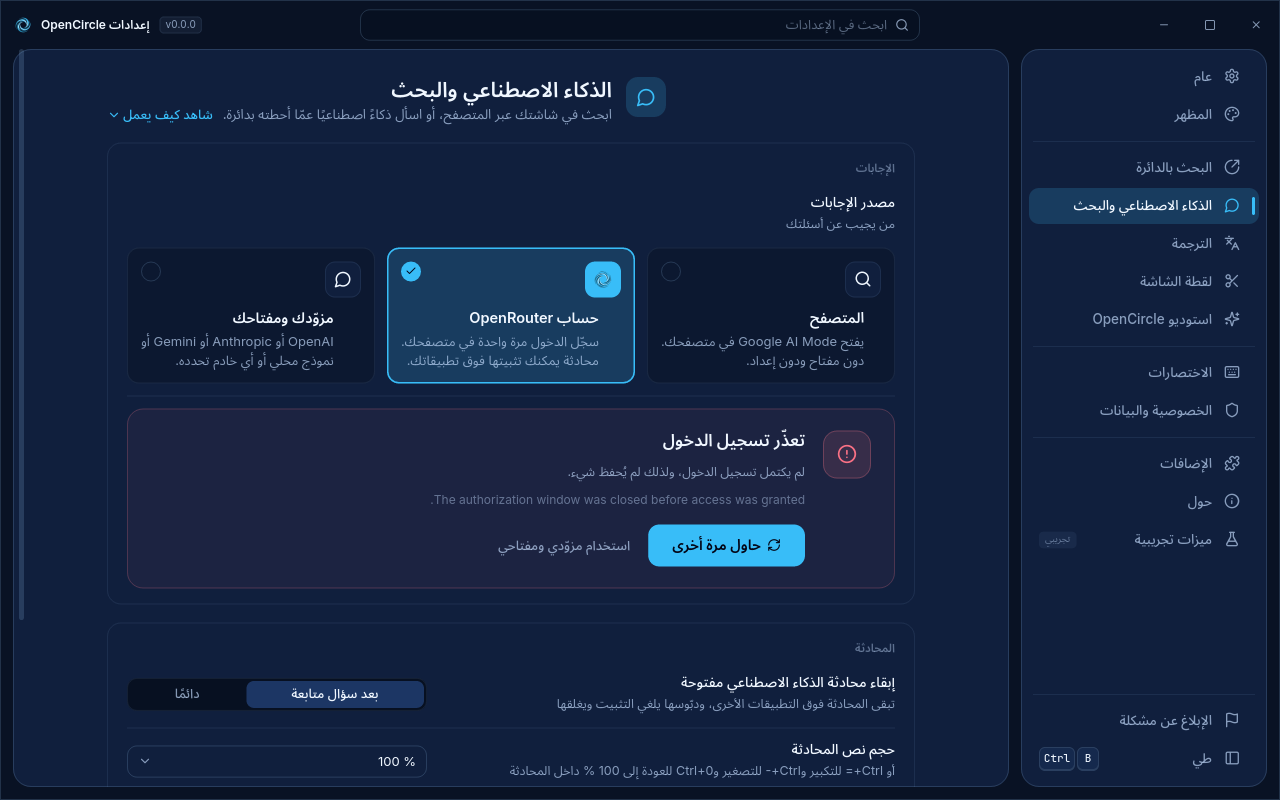 إعدادات OpenCircle
v0.0.0
ابحث في الإعدادات
عام
المظهر
البحث بالدائرة
الذكاء الاصطناعي والبحث
الترجمة
لقطة الشاشة
استوديو OpenCircle
الاختصارات
الخصوصية والبيانات
الإضافات
حول
ميزات تجريبية
تجريبي
الإبلاغ عن مشكلة
طي
Ctrl B
الذكاء الاصطناعي والبحث
ابحث في شاشتك عبر المتصفح، أو اسأل ذكاءً اصطناعيًا عمّا أحطته بدائرة. شاهد كيف يعمل
الإجابات
مصدر الإجابات
من يجيب عن أسئلتك
المتصفح
يفتح Google AI Mode في متصفحك.
دون مفتاح ودون إعداد.
حساب OpenRouter
سجّل الدخول مرة واحدة في متصفحك.
محادثة يمكنك تثبيتها فوق تطبيقاتك.
مزوّدك ومفتاحك
OpenAI أو Anthropic أو Gemini أو
نموذج محلي أو أي خادم تحدده.
تعذّر تسجيل الدخول
لم يكتمل تسجيل الدخول، ولذلك لم يُحفظ شيء.
The authorization window was closed before access was granted.
حاول مرة أخرى
استخدام مزوّدي ومفتاحي
المحادثة
إبقاء محادثة الذكاء الاصطناعي مفتوحة
تبقى المحادثة فوق التطبيقات الأخرى، ودبّوسها يلغي التثبيت ويغلقها
بعد سؤال متابعة
دائمًا
حجم نص المحادثة
أو Ctrl+= للتكبير وCtrl+- للتصغير وCtrl+0 للعودة إلى 100 % داخل المحادثة
100 %